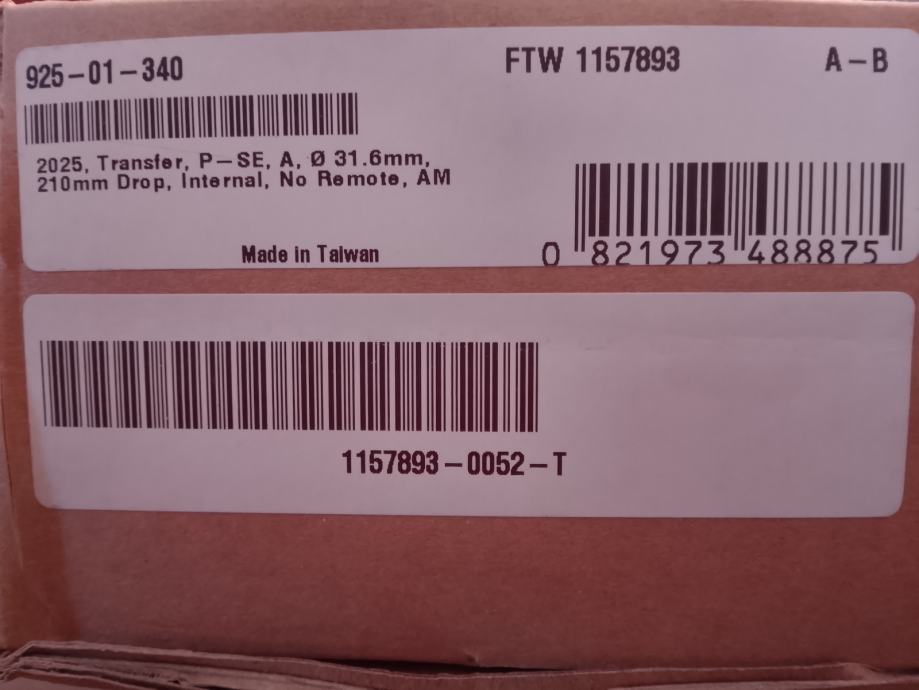 925-01-340
FTW 1157893
A-B
2025, Transfer, P-SE, A, Ø 31.6mm,
210mm Drop, Internal, No Remote, AM
Made in Taiwan
0 821973 488875
1157893-0052-T